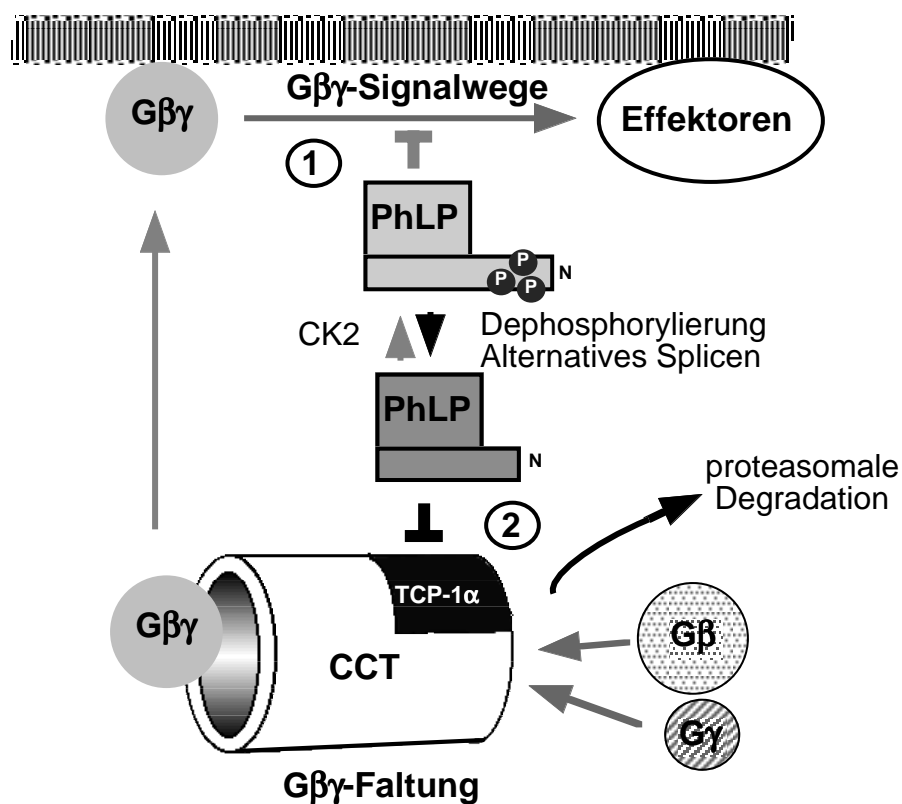 Gβγ-Signalwege
Gβγ
Effektoren
1
PhLP
P
P
P
N
CK2
Dephosphorylierung
Alternatives Splicen
PhLP
N
proteasomale
Degradation
2
TCP-1α
Gβγ
Gβ
CCT
Gγ
Gβγ-Faltung